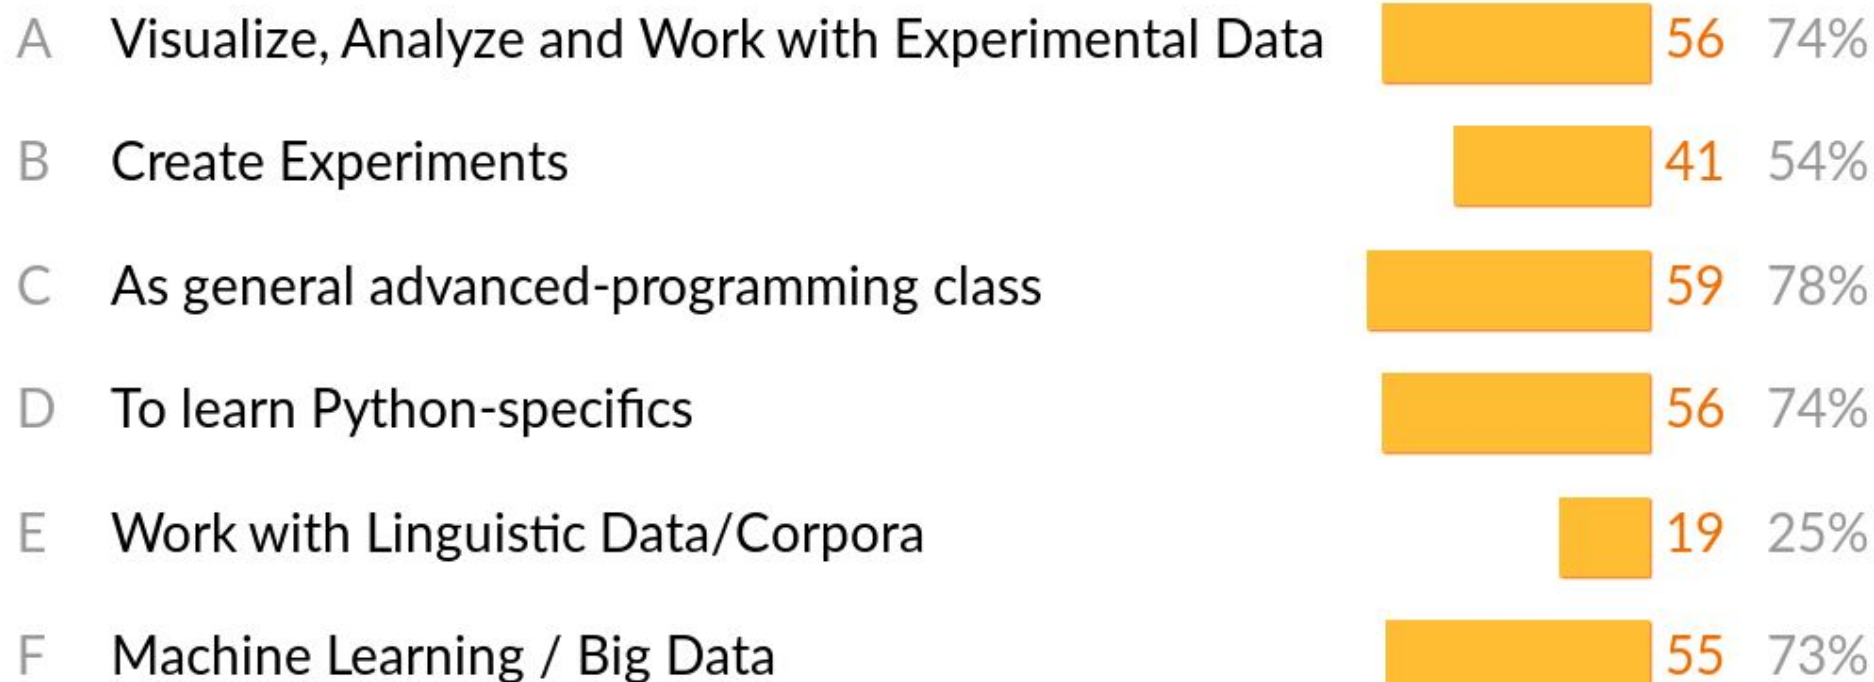 A Visualize, Analyze and Work with Experimental Data 56 74%
B Create Experiments 41 54%
C As general advanced-programming class 59 78%
D To learn Python-specifics 56 74%
E Work with Linguistic Data/Corpora 19 25%
F Machine Learning / Big Data 55 73%